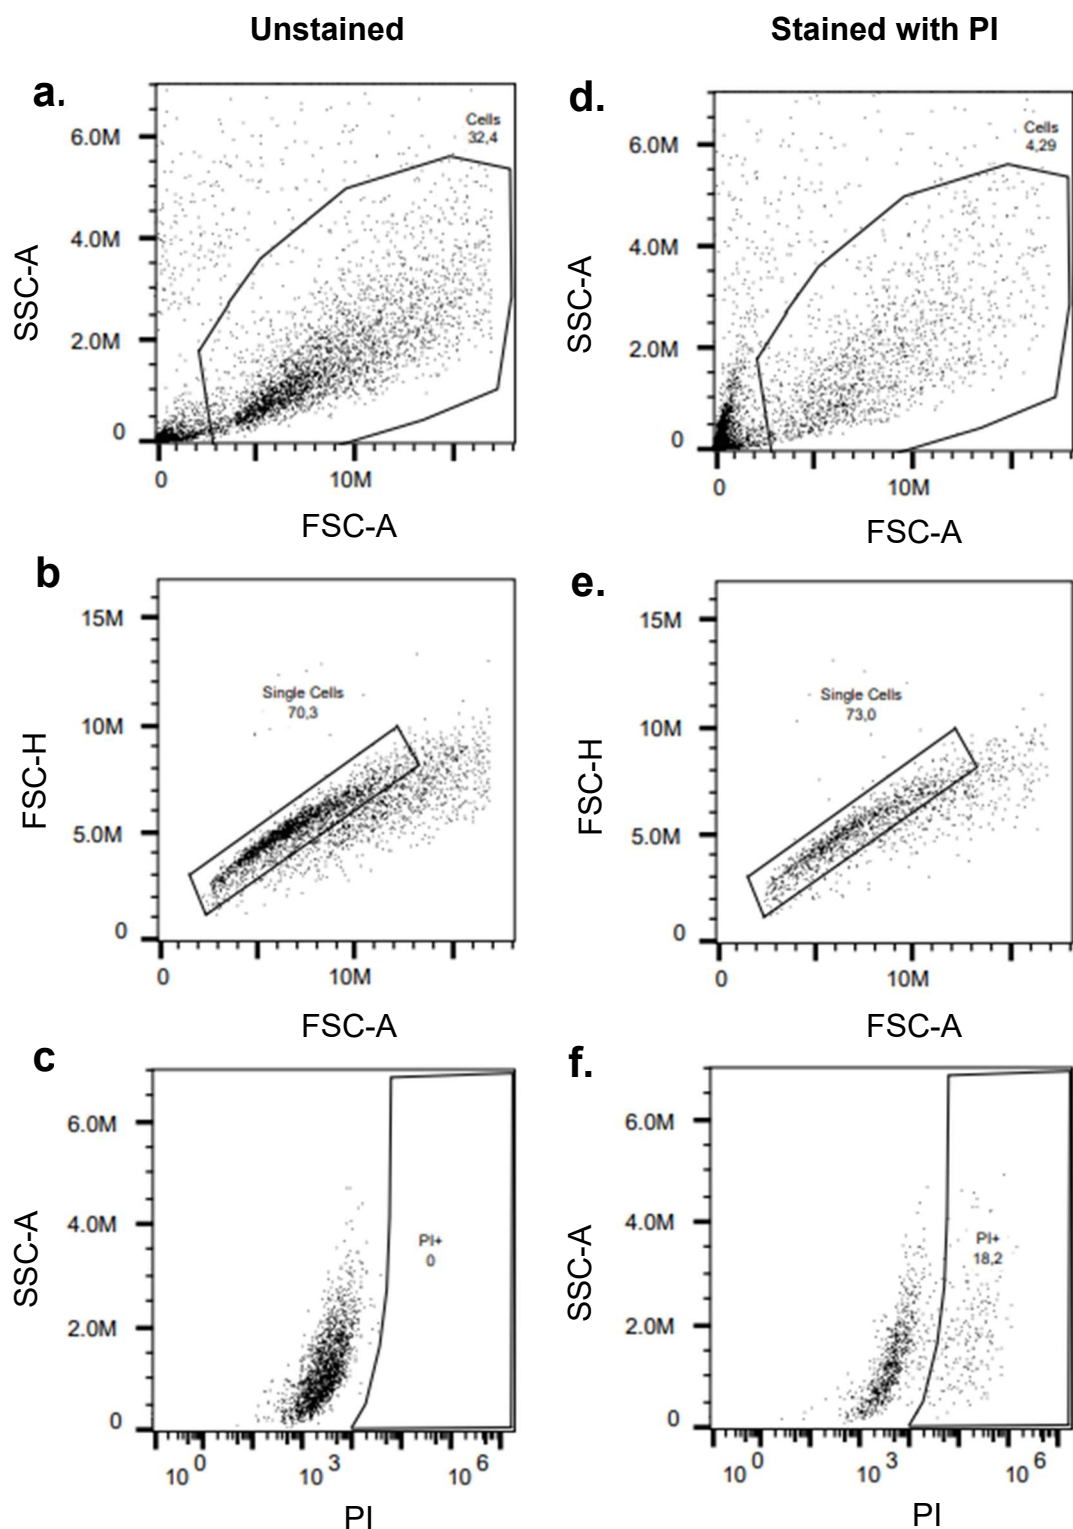 Unstained
Stained with PI
a.
Cells
32,4
6.0M
4.0M
2.0M
0
SSC-A
0
10M
FSC-A
d.
Cells
4,29
6.0M
4.0M
2.0M
0
SSC-A
0
10M
FSC-A
b
Single Cells
70,3
15M
10M
5.0M
0
FSC-H
0
10M
FSC-A
e.
Single Cells
73,0
15M
10M
5.0M
0
FSC-H
0
10M
FSC-A
c
PI+
0
6.0M
4.0M
2.0M
0
SSC-A
10 0
10 3
10 6
PI
f.
PI+
18,2
6.0M
4.0M
2.0M
0
SSC-A
10 0
10 3
10 6
PI